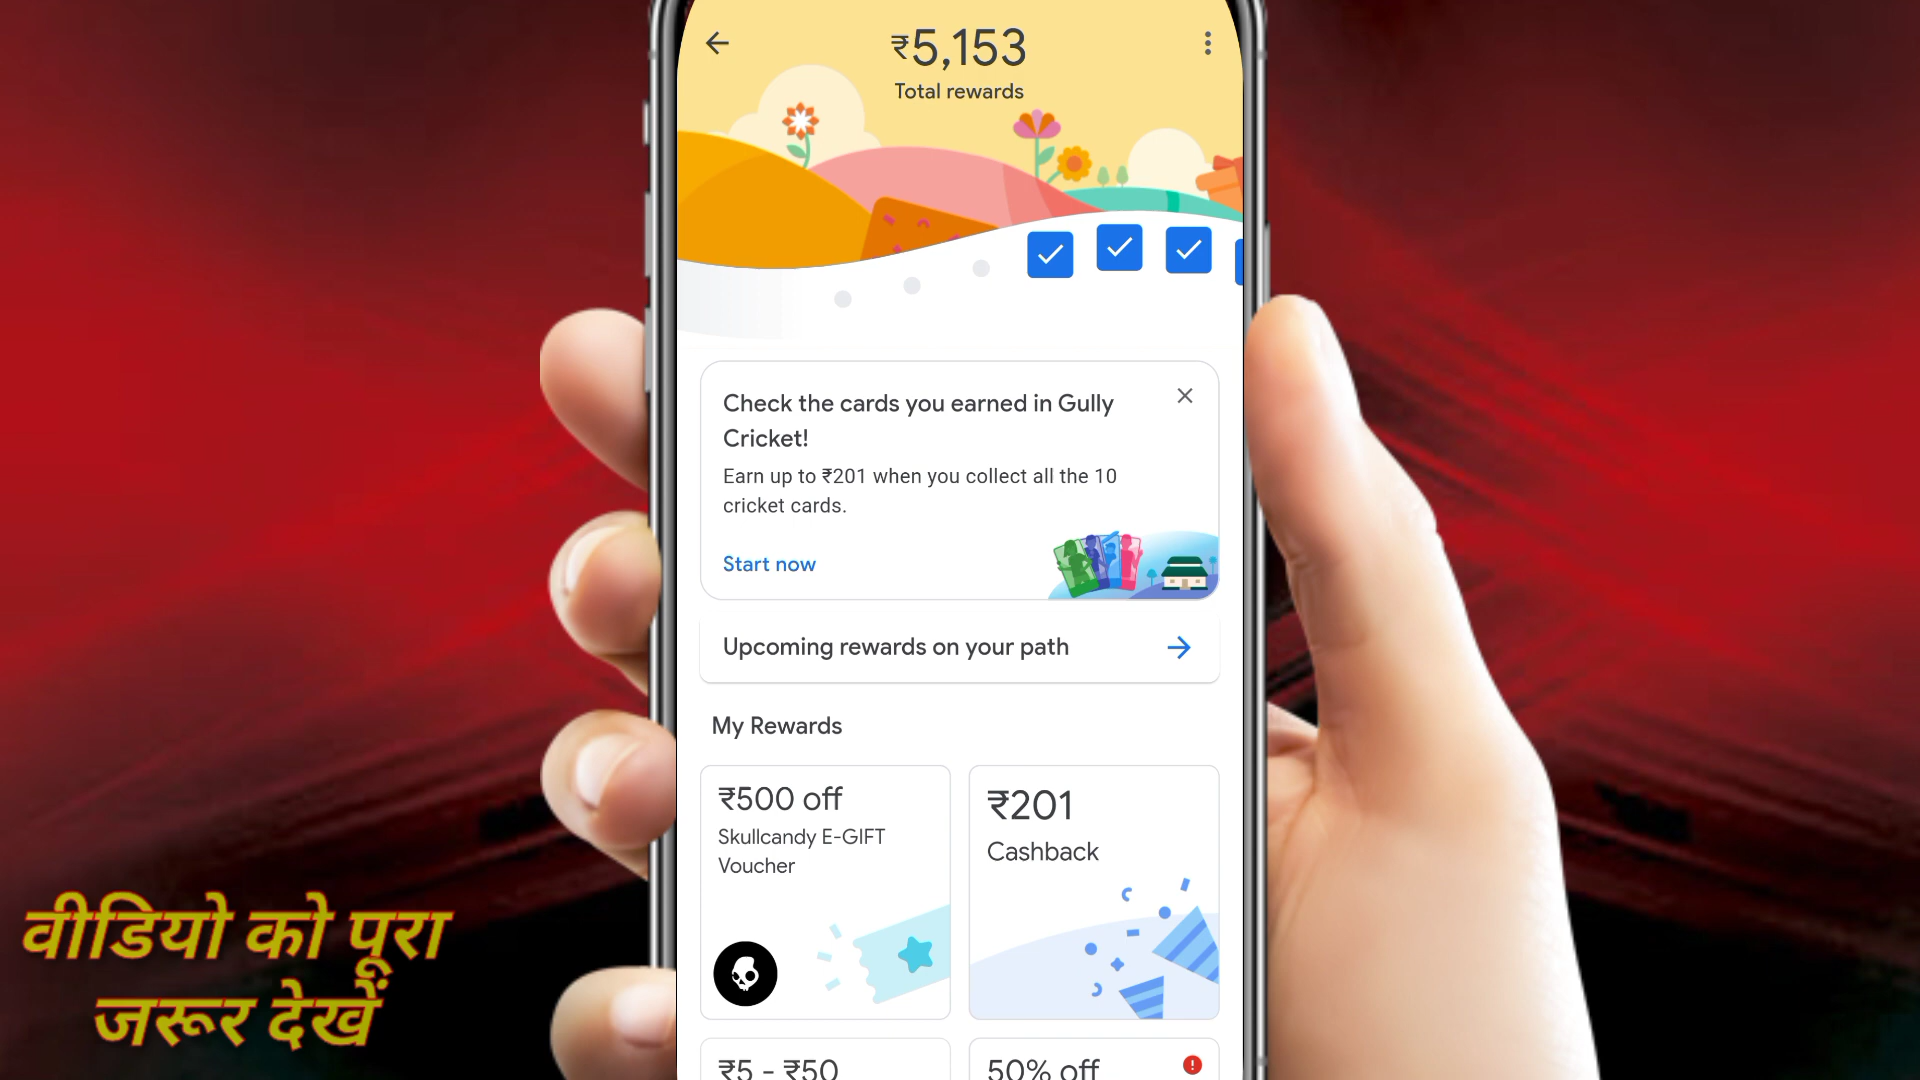 ₹5,153
Total rewards
Check the cards you earned in Gully
Cricket!
Earn up to ₹201 when you collect all the 10
cricket cards.
Start now
Upcoming rewards on your path
My Rewards
₹500 off
Skullcandy E-GIFT
Voucher
₹201
Cashback
₹5 - ₹50
50% off
वीडियो को पूरा
जरूर देखें